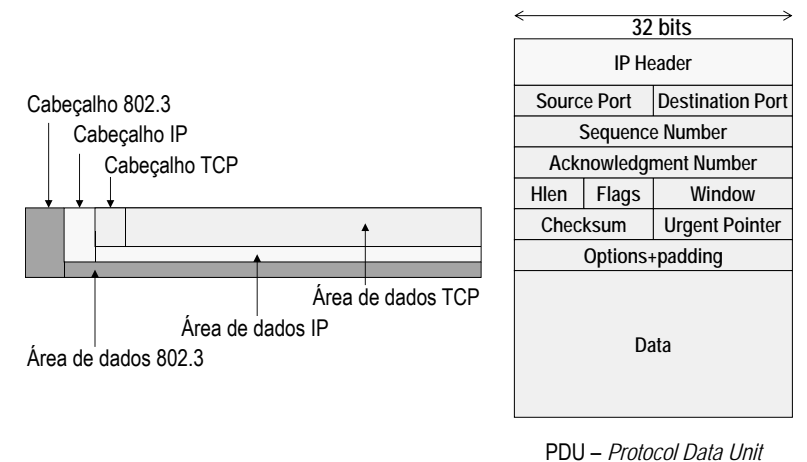 Cabeçalho 802.3
Cabeçalho IP
Cabeçalho TCP
Área de dados TCP
Área de dados IP
Área de dados 802.3
32 bits
IP Header
Source Port Destination Port
Sequence Number
Acknowledgment Number
Hlen Flags Window
Checksum Urgent Pointer
Options+padding
Data
PDU – Protocol Data Unit